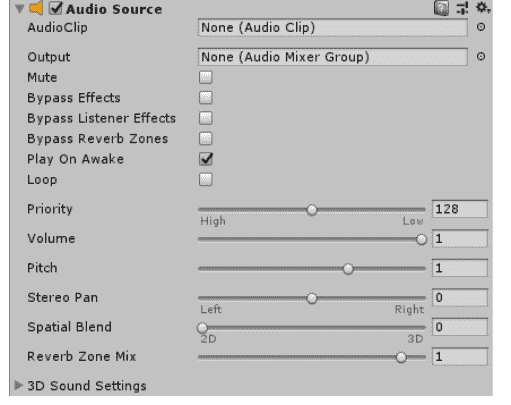 Audio Source
AudioClip None (Audio Clip)
Output None (Audio Mixer Group)
Mute
Bypass Effects
Bypass Listener Effects
Bypass Reverb Zones
Play On Awake
Loop
Priority 128
High Low
Volume 1
Pitch 1
Stereo Pan 0
Left Right
Spatial Blend 0
2D 3D
Reverb Zone Mix 1
3D Sound Settings